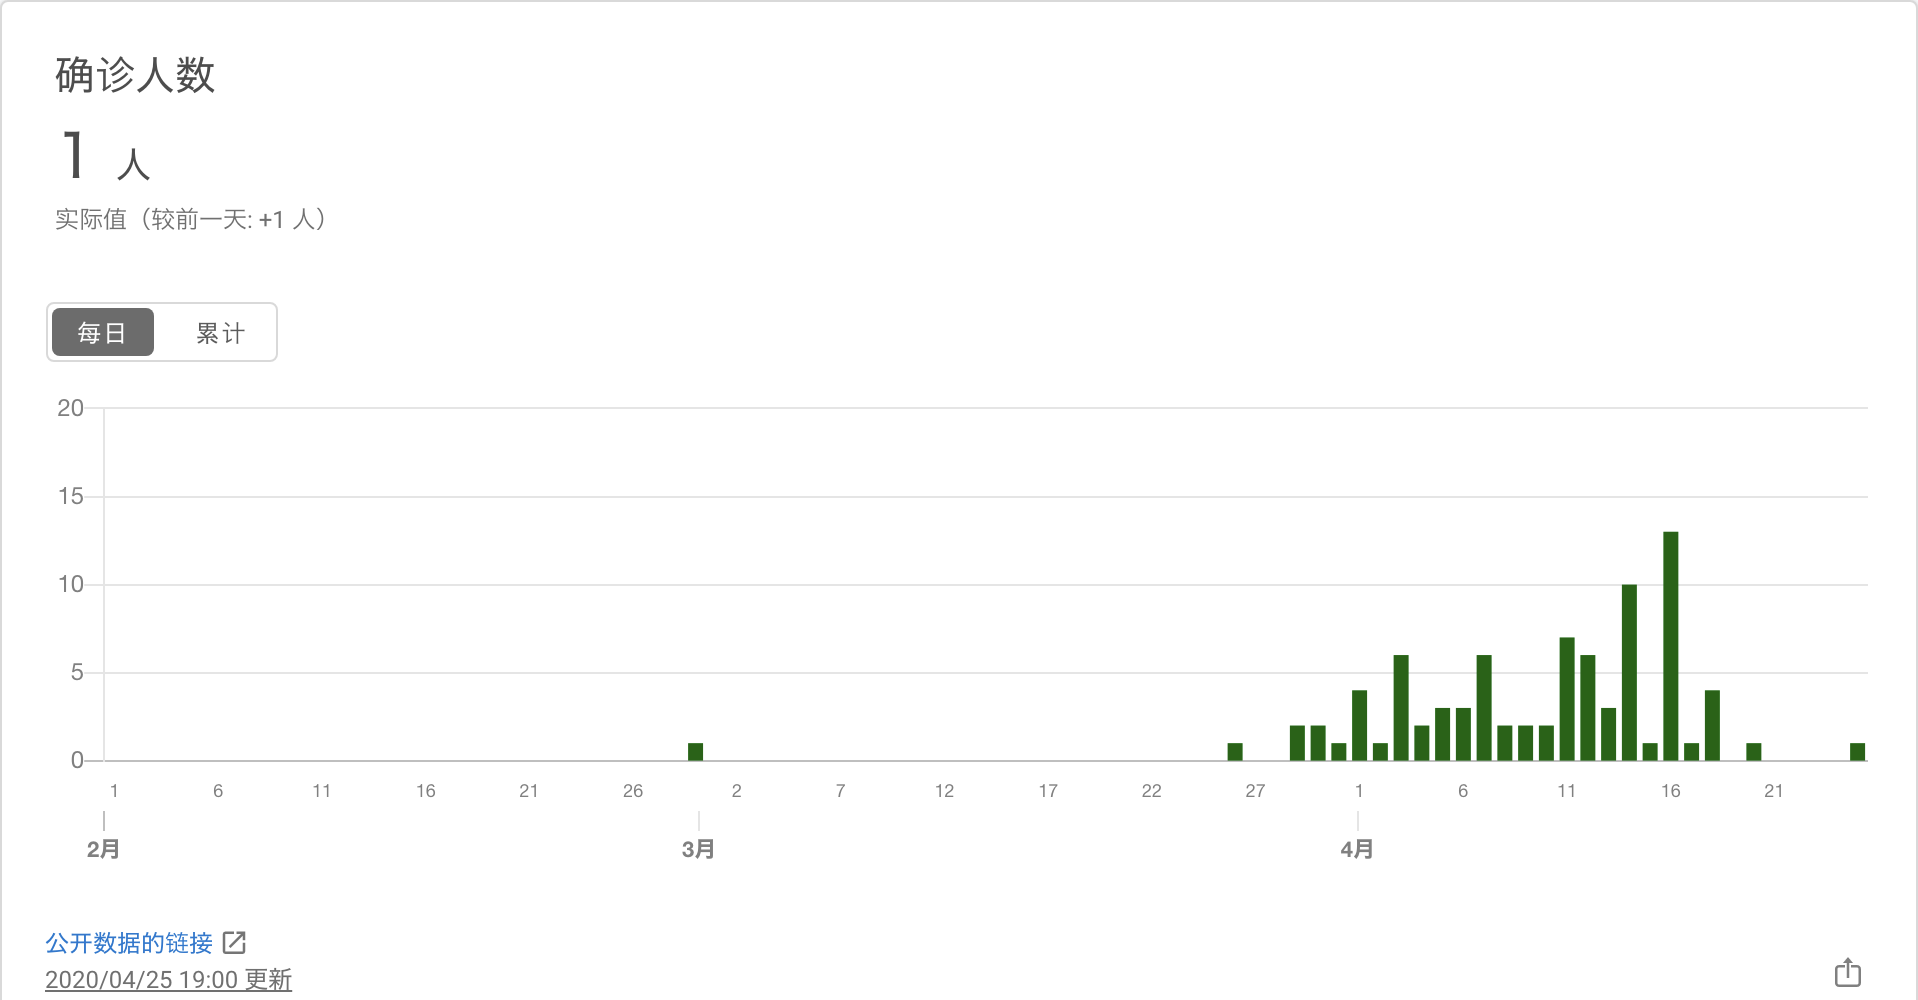 确诊人数
1 人
实际值（较前一天: +1 人）
每日 累计
20
15
10
5
0
1 6 11 16 21 26 2 7 12 17 22 27 1 6 11 16 21
2月 3月 4月
公开数据的链接
2020/04/25 19:00 更新